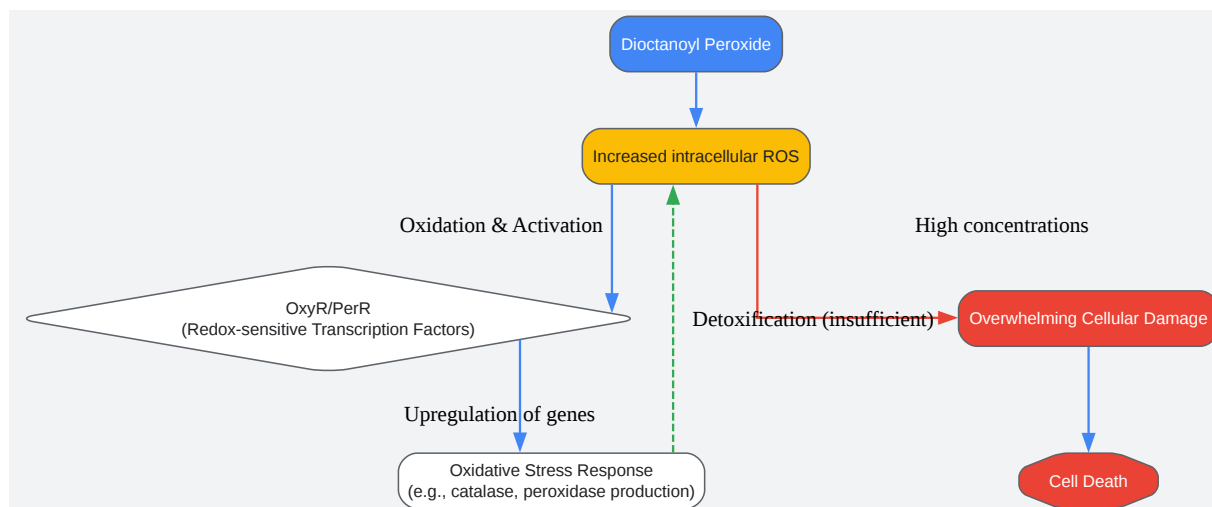 Dioctanoyl Peroxide
Increased intracellular ROS
Oxidation & Activation
High concentrations
OxyR/PerR
(Redox-sensitive Transcription Factors)
Detoxification (insufficient)
Overwhelming Cellular Damage
Upregulation of genes
Oxidative Stress Response
(e.g., catalase, peroxidase production)
Cell Death